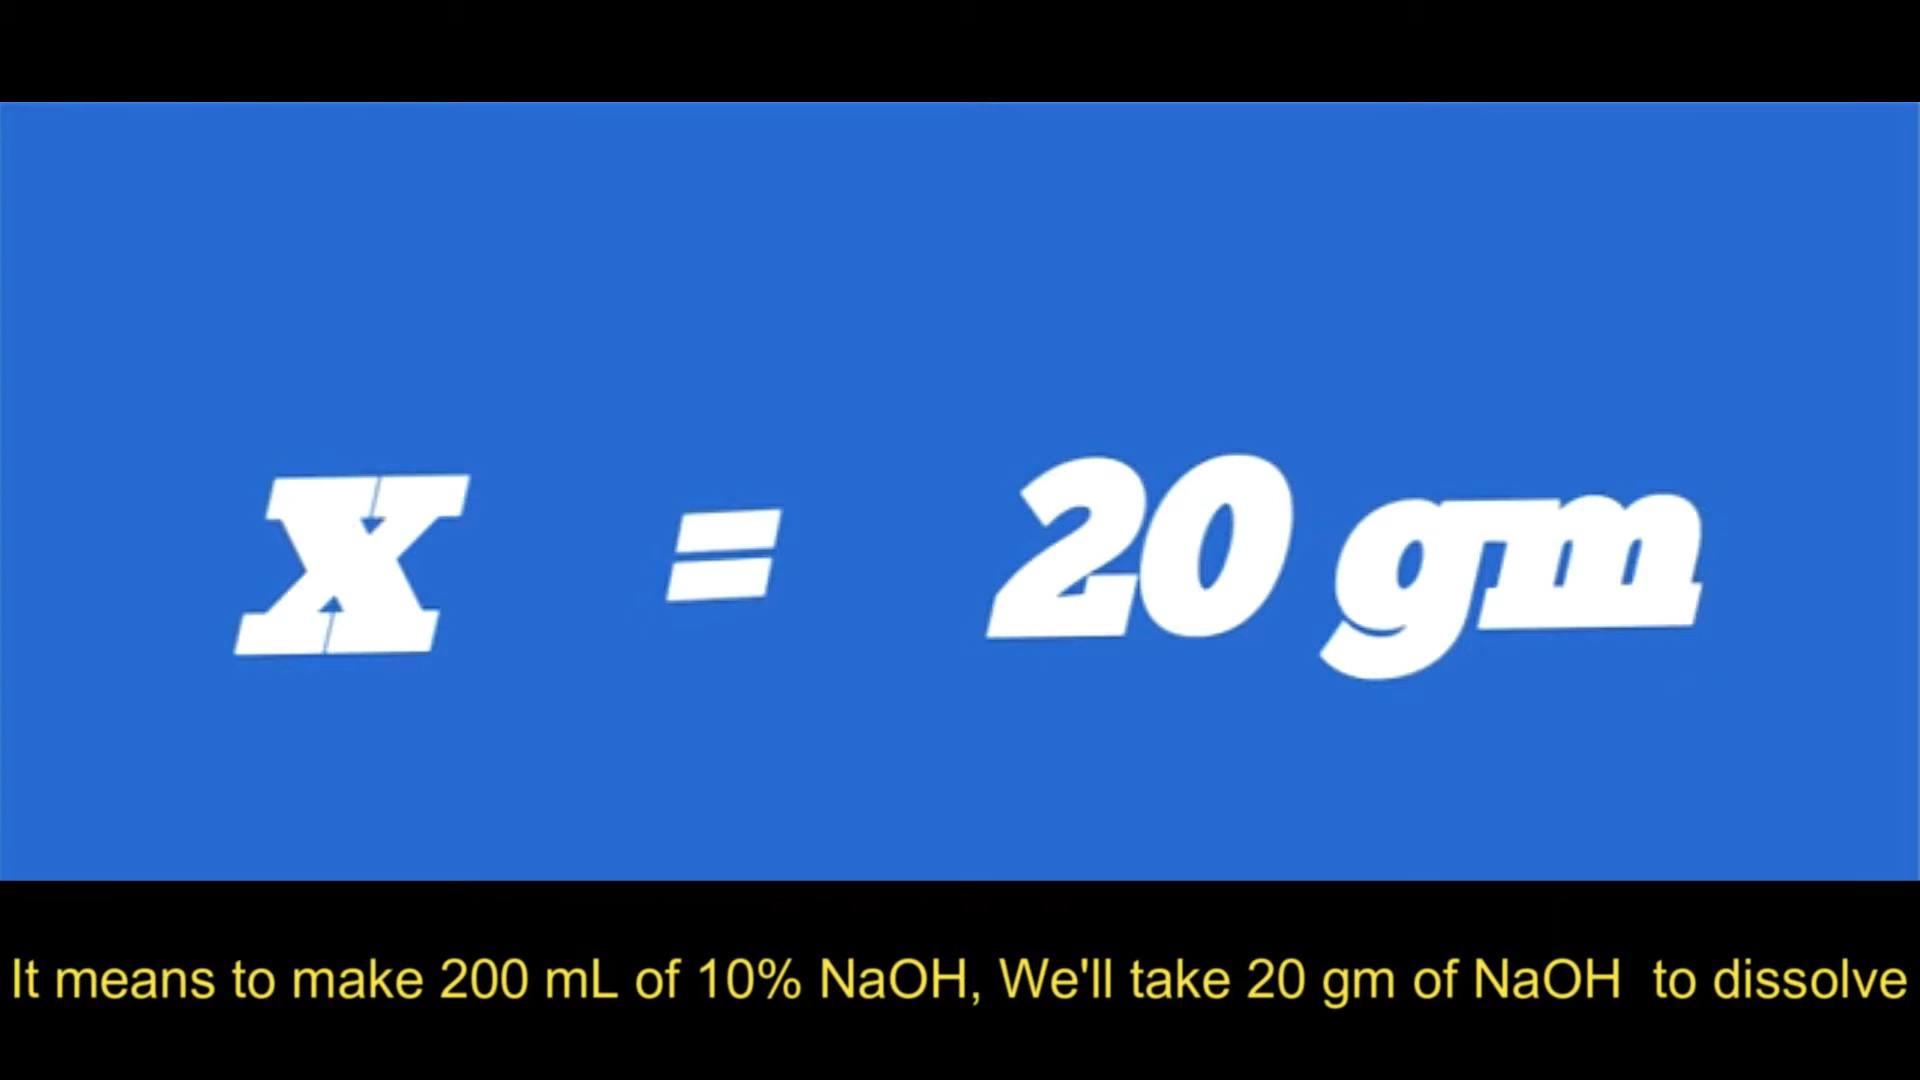 X = 20 gm
It means to make 200 mL of 10% NaOH, We'll take 20 gm of NaOH  to dissolve